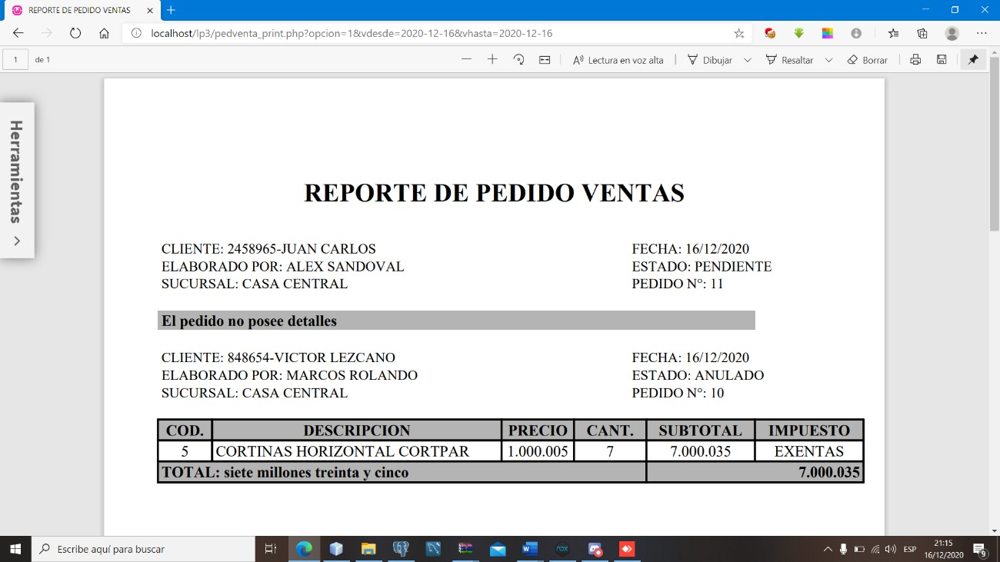 REPORTE DE PEDIDO VENTAS
localhost/lp3/pedventa_print.php?opcion=1&vdesde=2020-12-16&vhasta=2020-12-16
1 de 1 Lectura en voz alta Dibujar Resaltar Borrar
Herramientas
REPORTE DE PEDIDO VENTAS
CLIENTE: 2458965-JUAN CARLOS FECHA: 16/12/2020
ELABORADO POR: ALEX SANDOVAL ESTADO: PENDIENTE
SUCURSAL: CASA CENTRAL PEDIDO N°: 11
El pedido no posee detalles
CLIENTE: 848654-VICTOR LEZCANO FECHA: 16/12/2020
ELABORADO POR: MARCOS ROLANDO ESTADO: ANULADO
SUCURSAL: CASA CENTRAL PEDIDO N°: 10
COD. DESCRIPCION PRECIO CANT. SUBTOTAL IMPUESTO
5 CORTINAS HORIZONTAL CORTPAR 1.000.005 7 7.000.035 EXENTAS
TOTAL: siete millones treinta y cinco 7.000.035
Escribe aquí para buscar nox ESP 21:15
16/12/2020 9